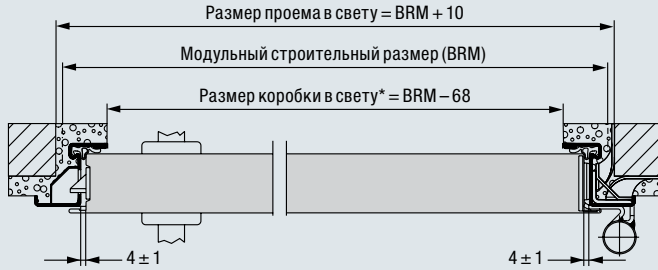 Размер проема в свету = BRM + 10
Модульный строительный размер (BRM)
Размер коробки в свету* = BRM – 68
4 ± 1
4 ± 1